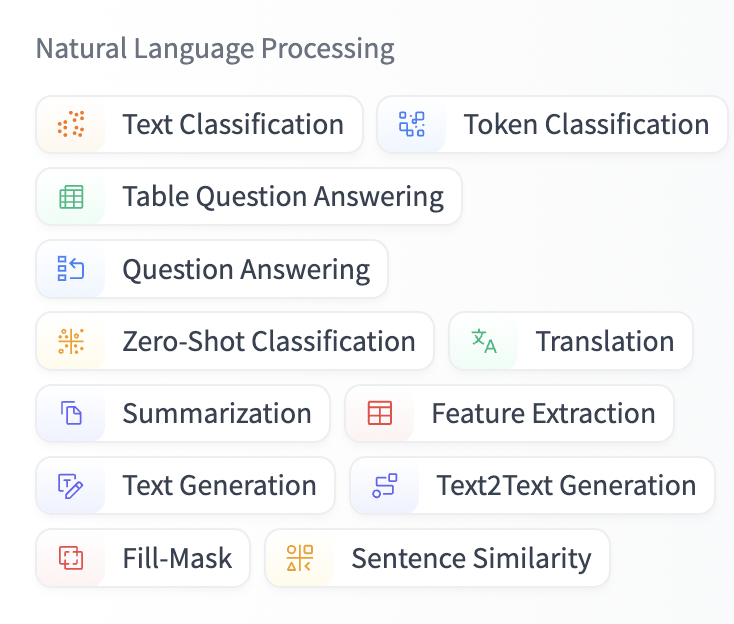 Natural Language Processing
Text Classification
Token Classification
Table Question Answering
Question Answering
Zero-Shot Classification
Translation
Summarization
Feature Extraction
Text Generation
Text2Text Generation
Fill-Mask
Sentence Similarity